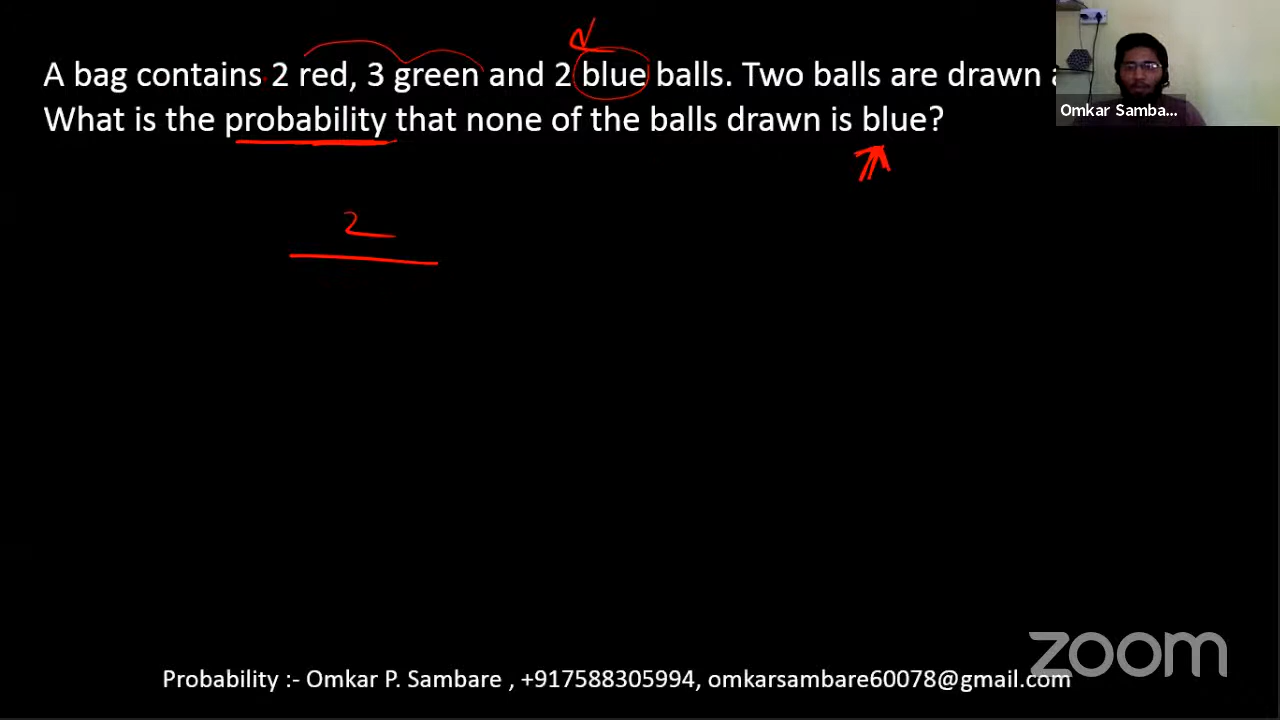 A bag contains 2 red, 3 green and 2 blue balls. Two balls are drawn
Omkar Samba...
What is the probability that none of the balls drawn is blue?
2
zoom
Probability :- Omkar P. Sambare , +917588305994, omkarsambare60078@gmail.com